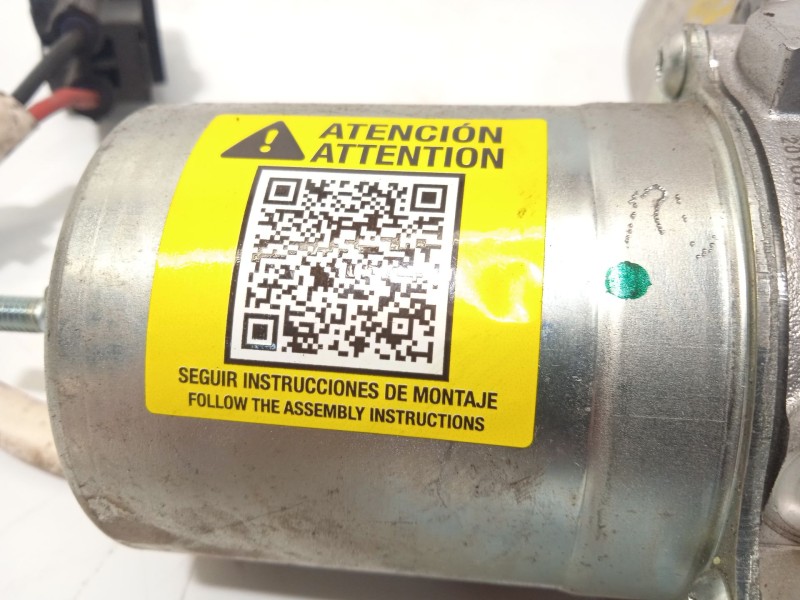 ATENCIÓN
ATTENTION
SEGUIR INSTRUCCIONES DE MONTAJE
FOLLOW THE ASSEMBLY INSTRUCTIONS